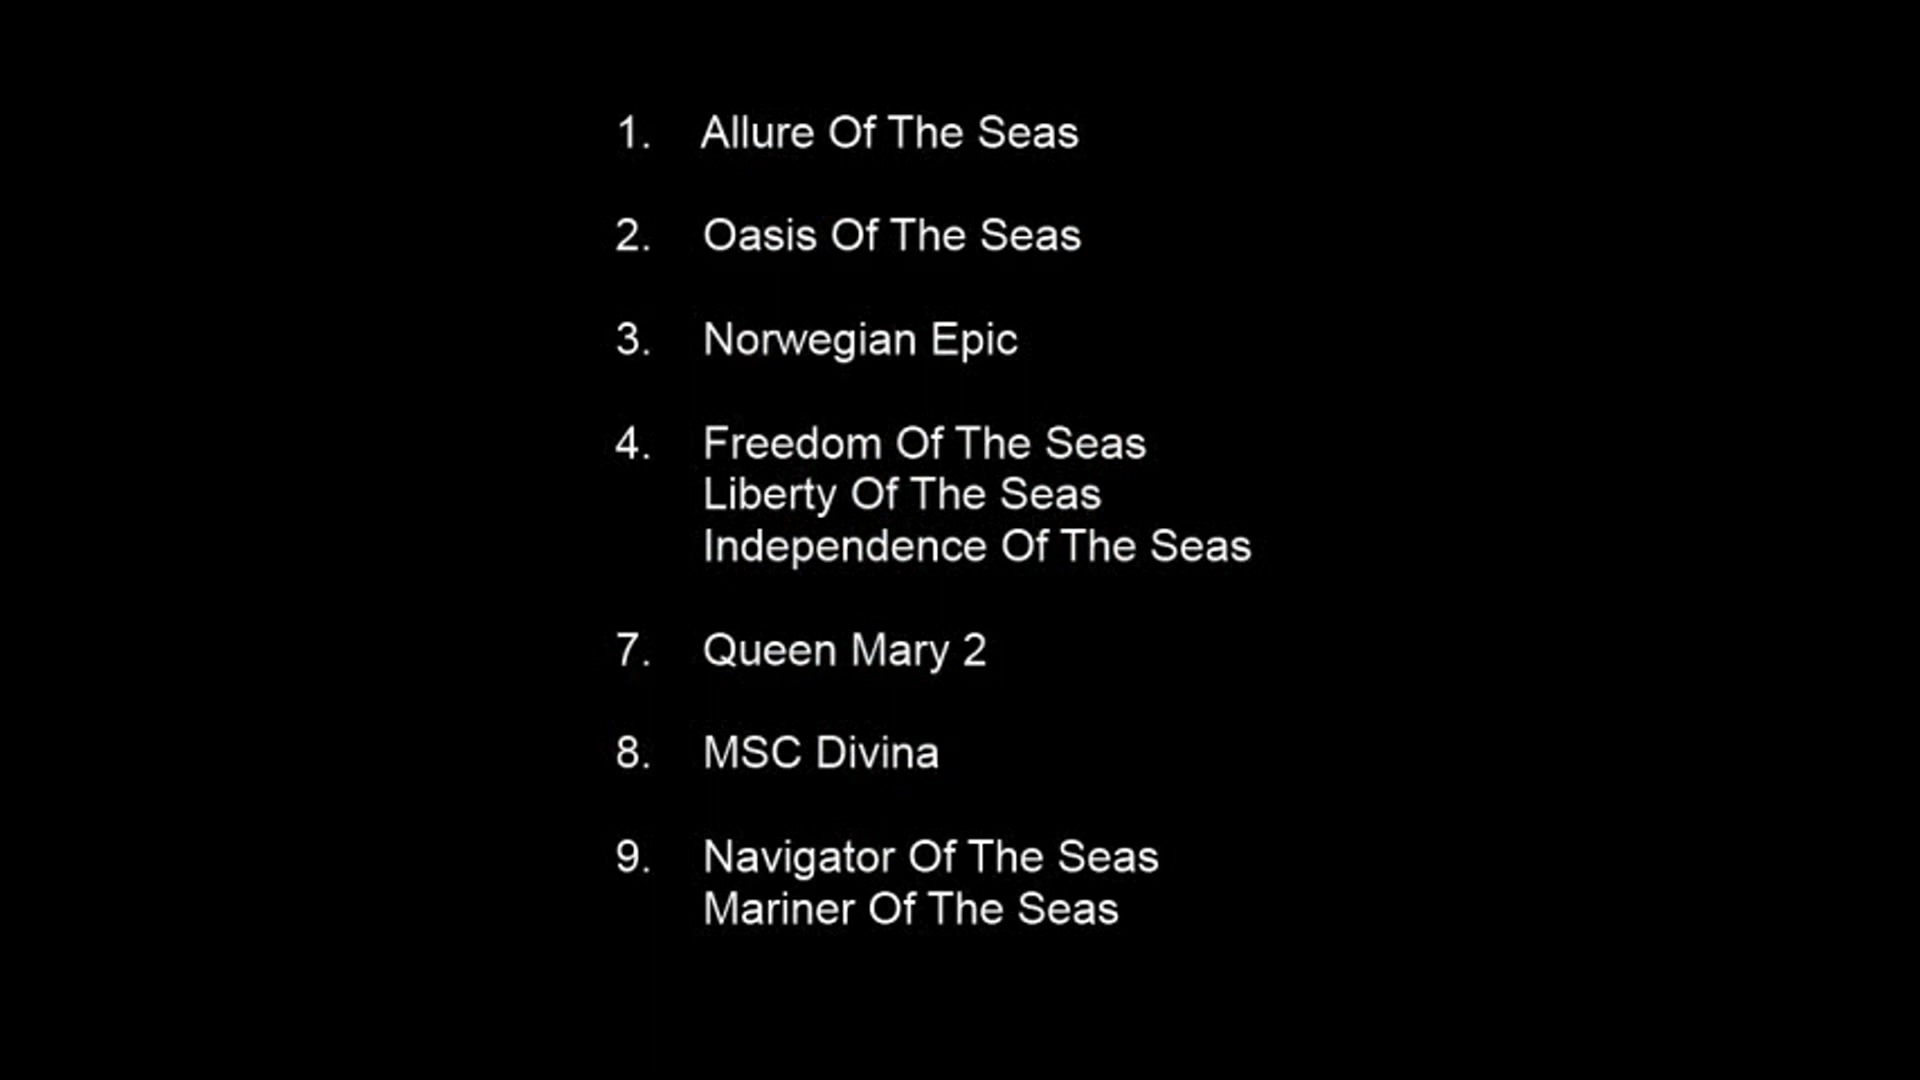 1. Allure Of The Seas
2. Oasis Of The Seas
3. Norwegian Epic
4. Freedom Of The Seas
Liberty Of The Seas
Independence Of The Seas
7. Queen Mary 2
8. MSC Divina
9. Navigator Of The Seas
Mariner Of The Seas